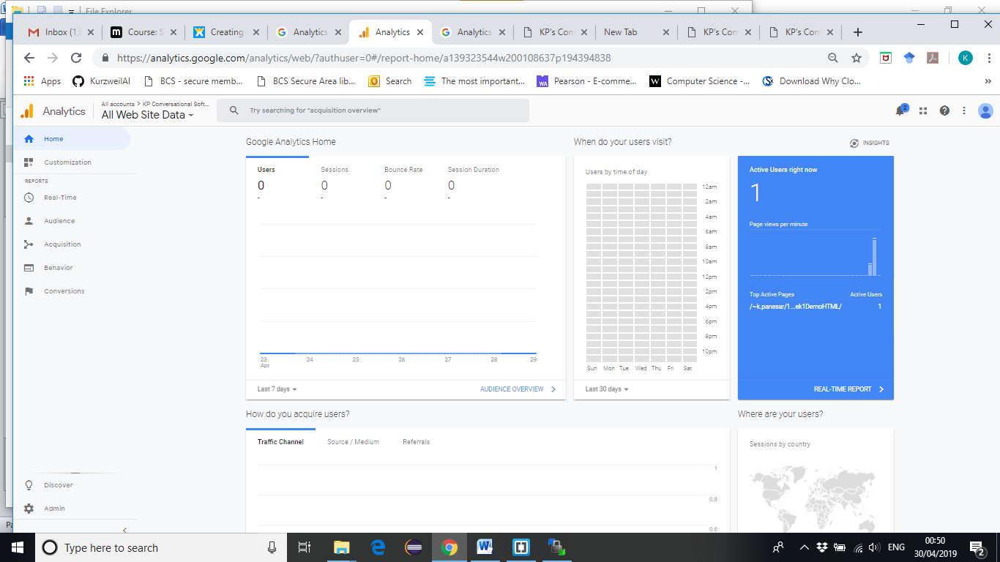 File Explorer
Inbox (1,
Course: S
Creating
Analytics
Analytics
Analytics
KP's Con
New Tab
KP's Con
KP's Con
https://analytics.google.com/analytics/web/?authuser=0#/report-home/a139323544w200108637p194394838
K
Apps
KurzweilAI
BCS - secure memb...
BCS Secure Area lib...
Search
The most important...
WA
Pearson - E-comme...
W
Computer Science -...
Download Why Clo...
»
Analytics
All accounts > KP Conversational Soft...
All Web Site Data
Try searching for "acquisition overview"
2
Home
Customization
REPORTS
Real-Time
Audience
Acquisition
Behavior
Conversions
Discover
Admin
Google Analytics Home
Users
0
-
Sessions
0
-
Bounce Rate
0
-
Session Duration
0
-
23 24 25 26 27 28 29
Apr
Last 7 days
AUDIENCE OVERVIEW
When do your users visit?
INSIGHTS
Users by time of day
12am
2am
4am
6am
8am
10am
12pm
2pm
4pm
6pm
8pm
10pm
Sun Mon Tue Wed Thu Fri Sat
Last 30 days
Active Users right now
1
Page views per minute
Top Active Pages Active Users
/~k.panesar/1...ek1DemoHTML/ 1
REAL-TIME REPORT
How do you acquire users?
Traffic Channel Source / Medium Referrals
1
0.8
0.6
Where are your users?
Sessions by country
Pa
Type here to search
ENG
00:50
30/04/2019
2